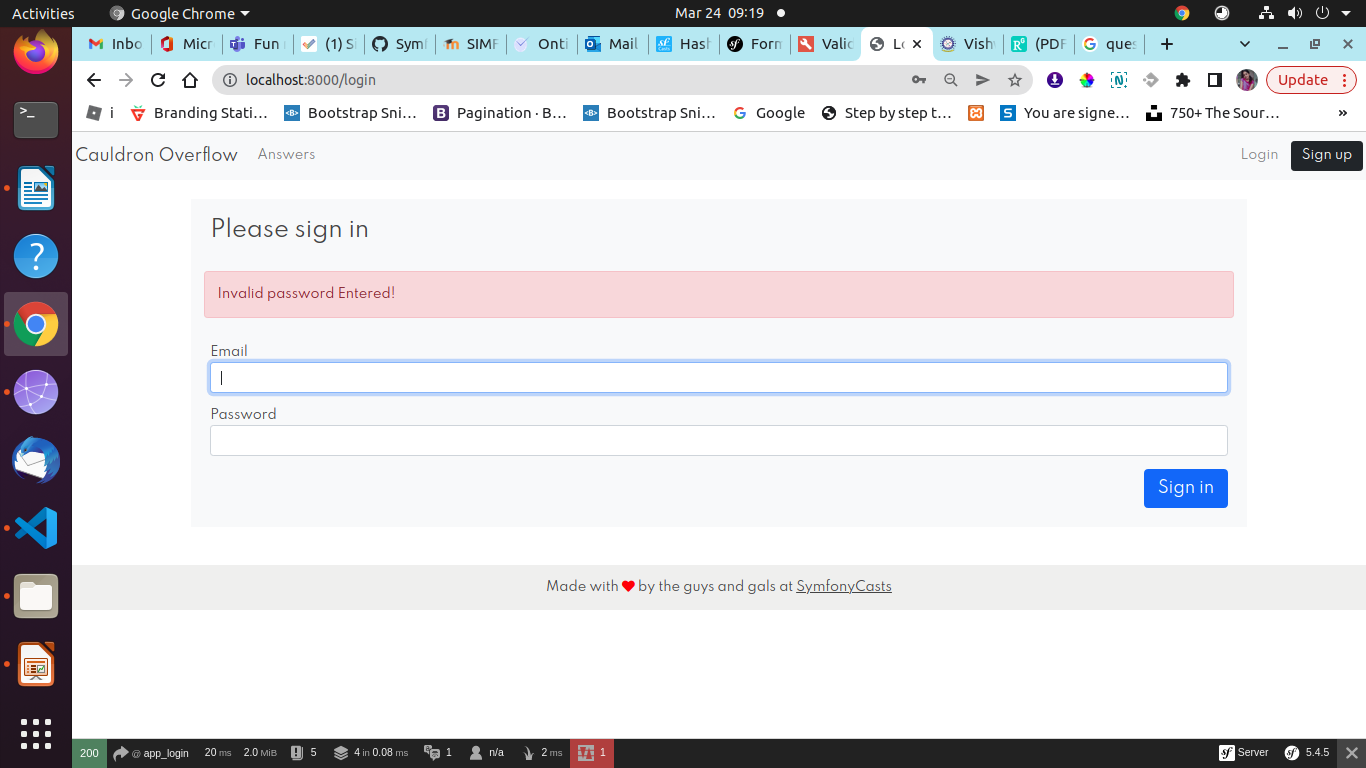 Activities Google Chrome Mar 24 09:19
Inbo Micr Fun (1) S Symf SIMF Onti Mail Hash Form Valid Lo Vish (PDF ques
localhost:8000/login Update
i Branding Stati… Bootstrap Sni… Pagination · B… Bootstrap Sni… Google Step by step t… You are signe… 750+ The Sour… »
Cauldron Overflow Answers Login Sign up
Please sign in
Invalid password Entered!
Email
Password
Sign in
Made with by the guys and gals at SymfonyCasts
200 @ app_login 20 ms 2.0 MiB 5 4 in 0.08 ms 1 n/a 2 ms 1 Server 5.4.5